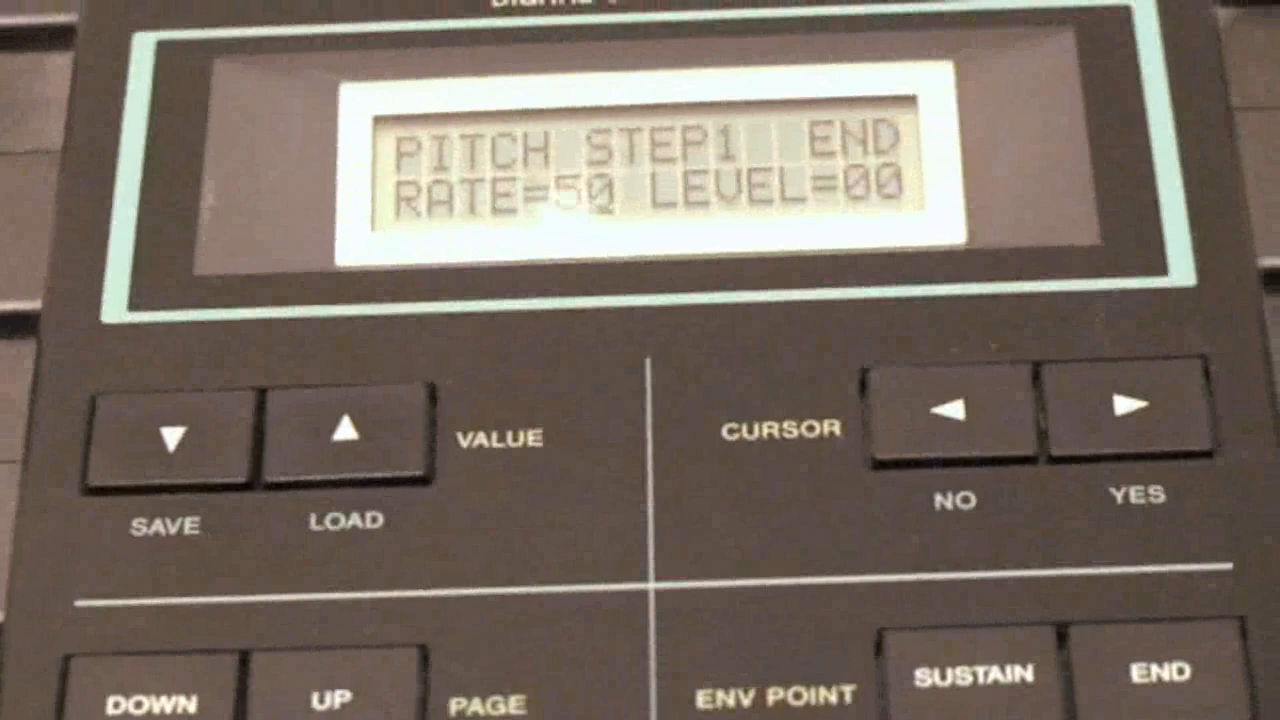 PITCH STEP1 END
RATE=50 LEVEL=00
VALUE
CURSOR
SAVE
LOAD
NO
YES
DOWN
UP
PAGE
ENV POINT
SUSTAIN
END